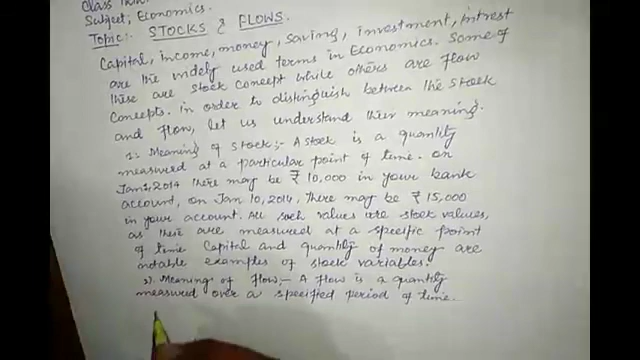 Class
Subject; Economics.
Topic:- STOCKS & FLOWS.
Capital, income, money, saving, investment, intrest
are the widely used terms in Economics. Some of
these are stock concept while others are flow
Concepts. in order to distinguish between the stock
and flow, let us understand their meaning.
1:) Meaning of Stock;- A stock is a quantity
measured at a particular point of time. on
Jan 1, 2014 there may be ₹ 10,000 in your bank
account, on Jan 10, 2014, there may be ₹ 15,000
in your account. All such values are stock values,
as these are measured at a specific point
of time Capital and quantity of money are
notable examples of stock variables.
2:) Meaning of flow;- A flow is a quantity
measured over a specified period of time.